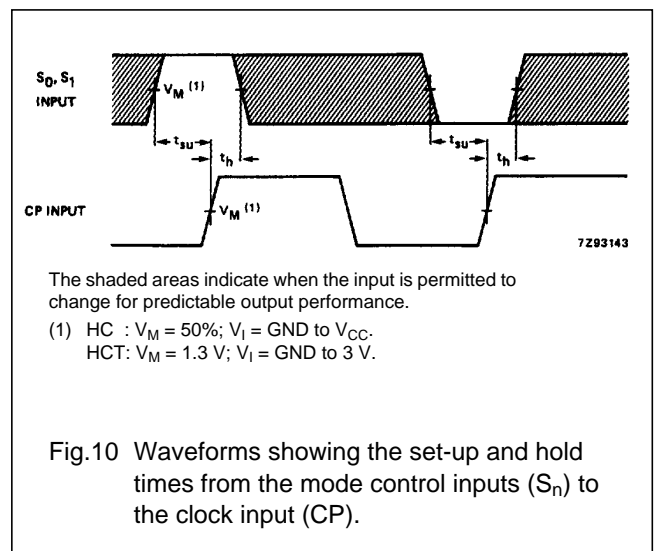 S0, S1
INPUT
VM (1)
tsu
th
tsu
th
CP INPUT
VM (1)
7Z93143
The shaded areas indicate when the input is permitted to
change for predictable output performance.
(1) HC : VM = 50%; VI = GND to VCC.
HCT: VM = 1.3 V; VI = GND to 3 V.
Fig.10 Waveforms showing the set-up and hold
times from the mode control inputs (Sn) to
the clock input (CP).